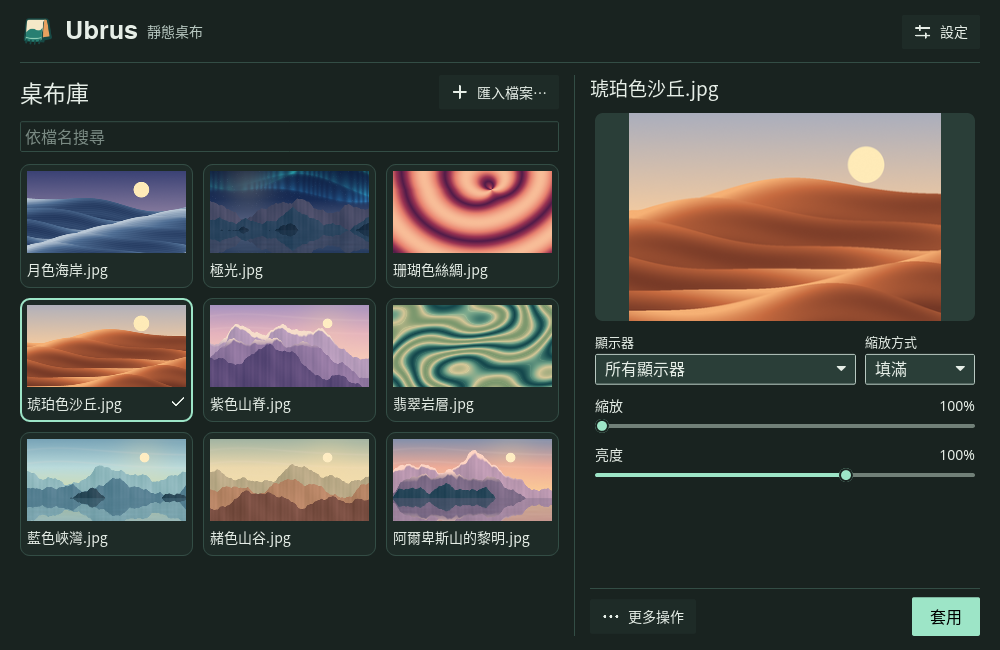 Ubrus 靜態桌布
設定
桌布庫
匯入檔案…
依檔名搜尋
月色海岸.jpg
極光.jpg
珊瑚色絲綢.jpg
琥珀色沙丘.jpg
紫色山脊.jpg
翡翠岩層.jpg
藍色峽灣.jpg
赭色山谷.jpg
阿爾卑斯山的黎明.jpg
琥珀色沙丘.jpg
顯示器
縮放方式
所有顯示器
填滿
縮放 100%
亮度 100%
更多操作
套用